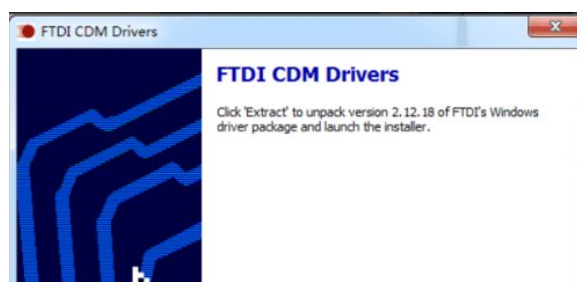 FTDI CDM Drivers
FTDI CDM Drivers
Click 'Extract' to unpack version 2.12.18 of FTDI's Windows
driver package and launch the installer.